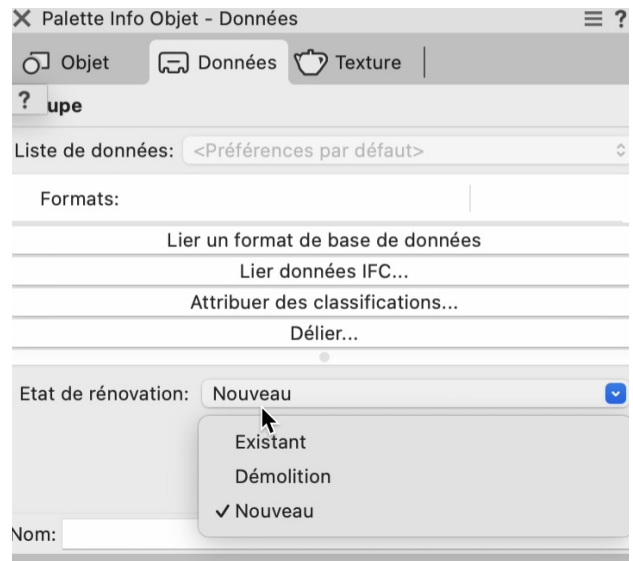 Palette Info Objet - Données ?
Objet Données Texture
? upe
Liste de données: <Préférences par défaut>
Formats:
Lier un format de base de données
Lier données IFC...
Attribuer des classifications...
Délier...
Etat de rénovation: Nouveau
Existant
Démolition
✓ Nouveau
Nom: